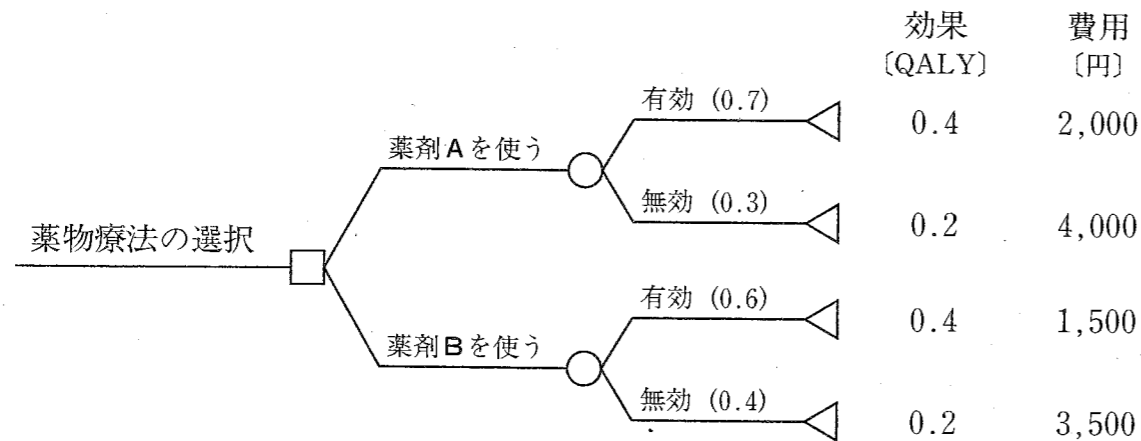 効果 費用
〔QALY〕 〔円〕
有効 (0.7) 0.4 2,000
薬剤Aを使う
無効 (0.3) 0.2 4,000
薬物療法の選択
有効 (0.6) 0.4 1,500
薬剤Bを使う
無効 (0.4) 0.2 3,500